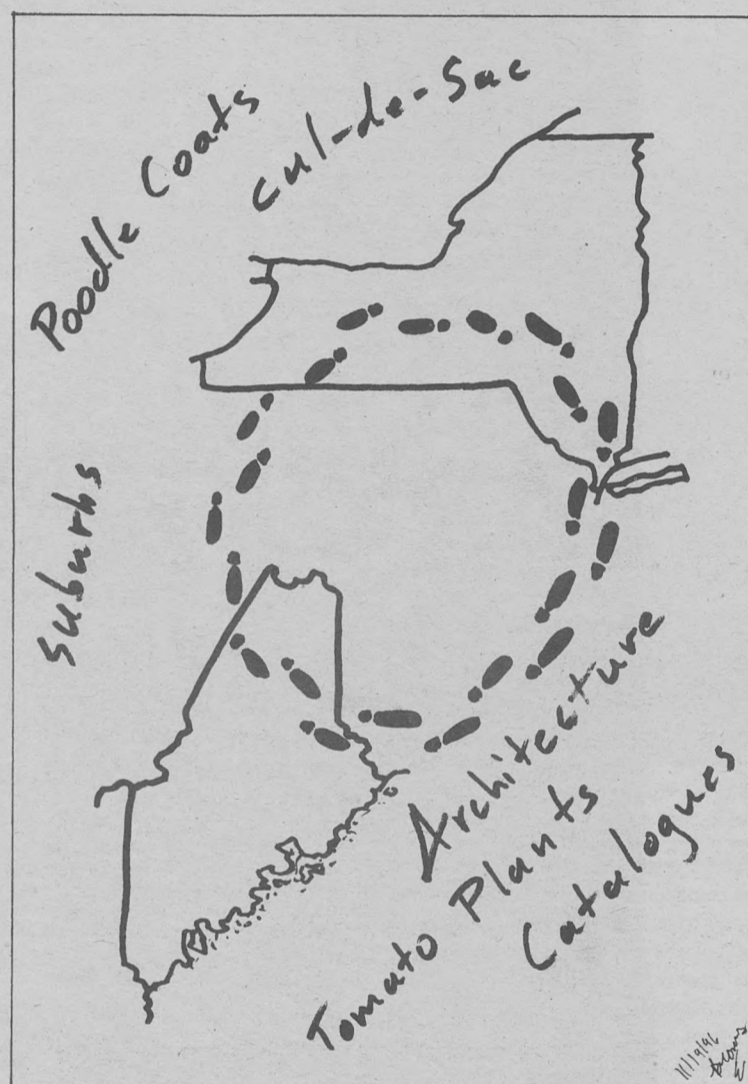 Poodle Coats
cul-de-Sac
Suburbs
Architecture
Tomato Plants
Catalogues
11/19/96